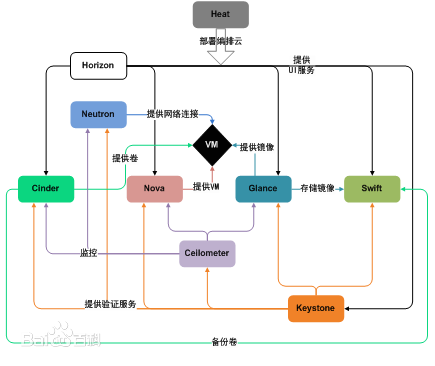 Heat
部署编排云
提供
UI服务
Horizon
Neutron
提供网络连接
VM
提供镜像
提供卷
Cinder
Nova
提供VM
Glance
存储镜像
Swift
监控
Ceilometer
提供验证服务
Keystone
备份卷
Baidu百科